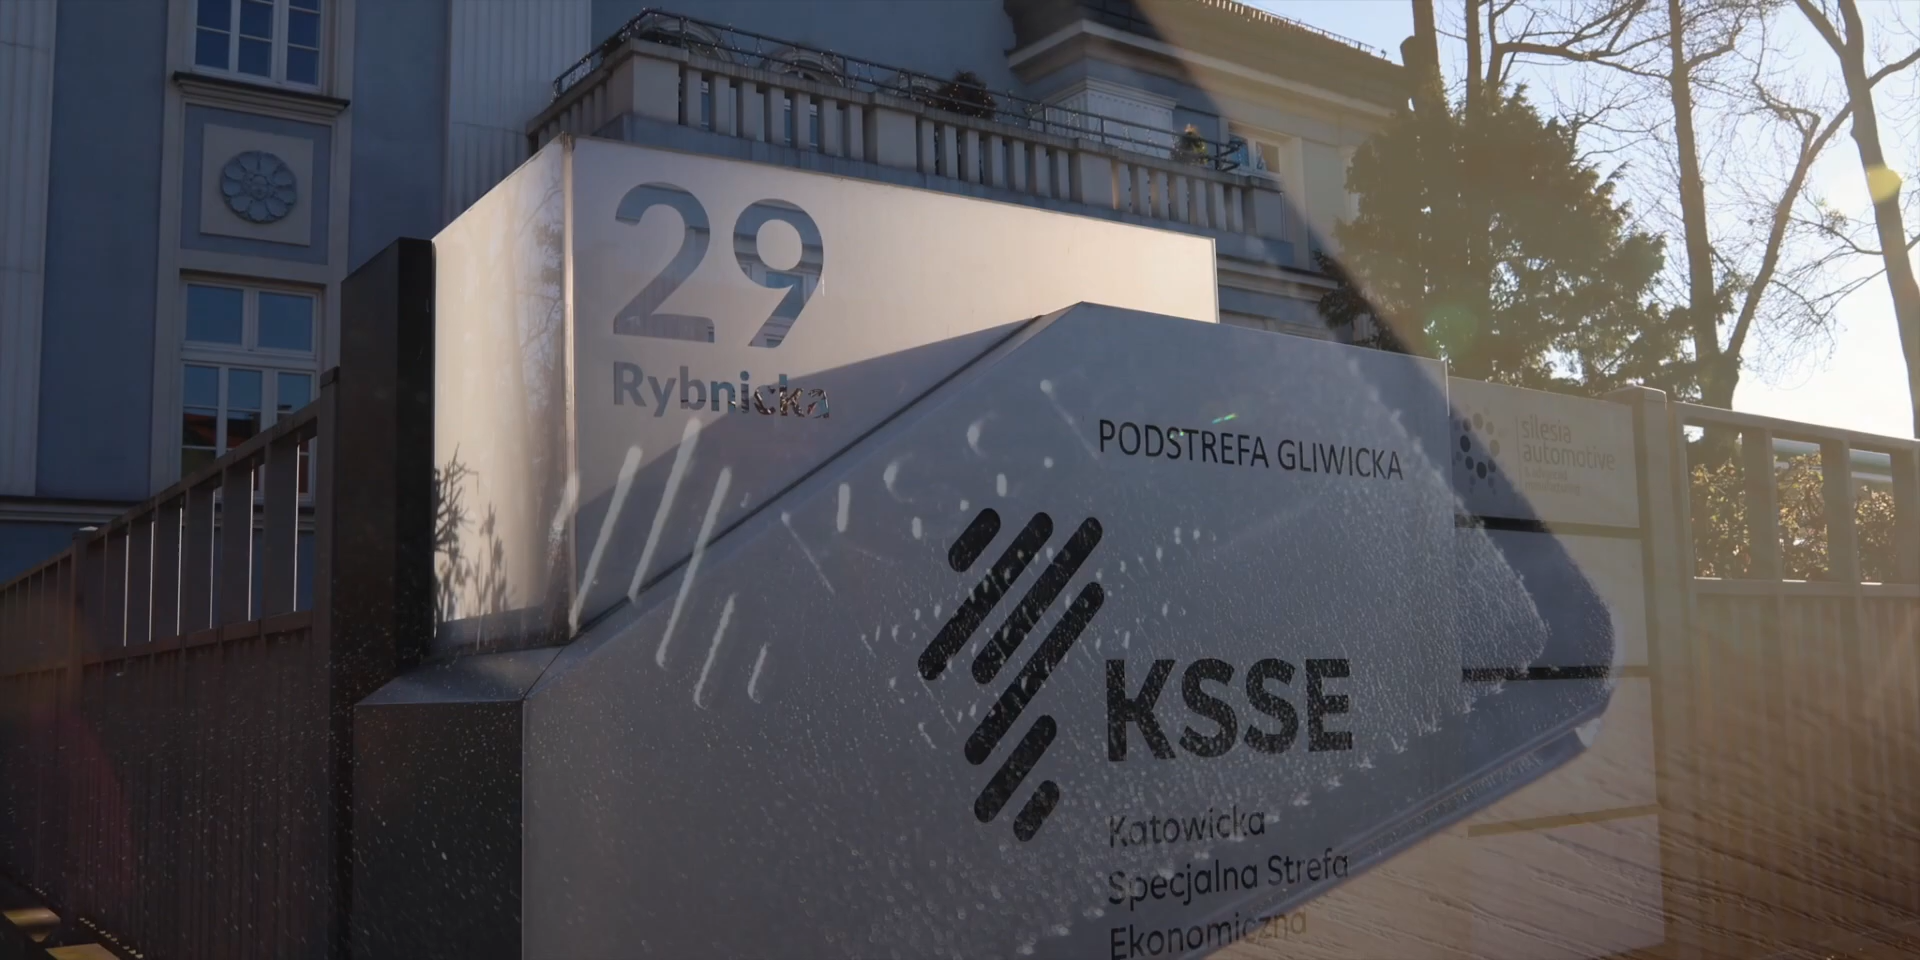 29
Rybnicka
PODSTREFA GLIWICKA
KSSE
Katowicka
Specjalna Strefa
Ekonomiczna
silesia
automotive